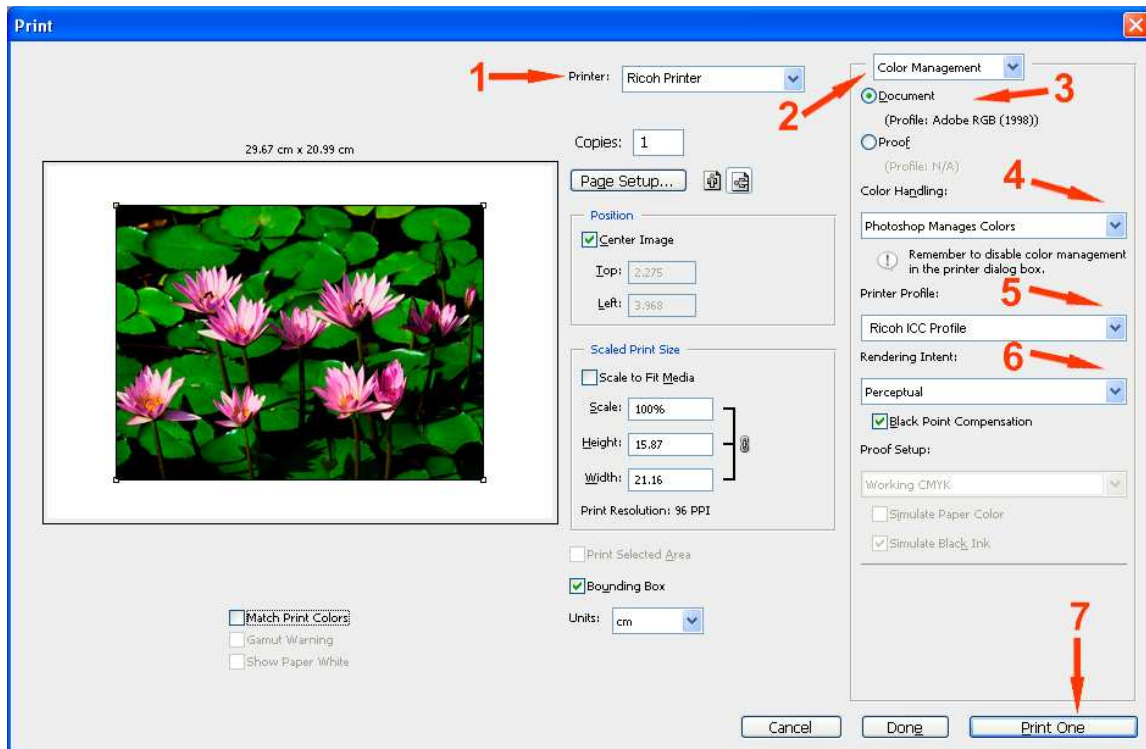 Print
1
Printer:
Ricoh Printer
Color Management
2
Document
3
(Profile: Adobe RGB (1998))
Proof
(Profile: N/A)
29.67 cm x 20.99 cm
Copies:
1
Page Setup...
Position
Center Image
Top:
2.275
Left:
3.968
Scaled Print Size
Scale to Fit Media
Scale:
100%
Height:
15.87
Width:
21.16
Print Resolution: 96 PPI
Print Selected Area
Bounding Box
Units:
cm
Match Print Colors
Gamut Warning
Show Paper White
4
Color Handling:
Photoshop Manages Colors
Remember to disable color management
in the printer dialog box.
Printer Profile:
5
Ricoh ICC Profile
Rendering Intent:
6
Perceptual
Black Point Compensation
Proof Setup:
Working CMYK
Simulate Paper Color
Simulate Black Ink
7
Cancel
Done
Print One